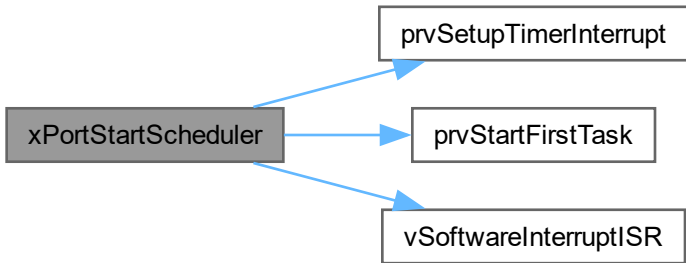 prvSetupTimerInterrupt
xPortStartScheduler
prvStartFirstTask
vSoftwareInterruptISR